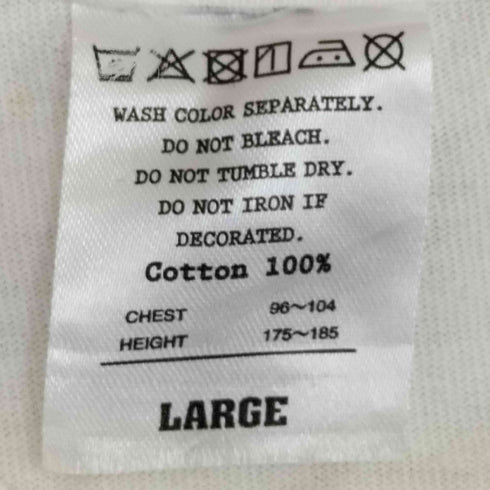 WASH COLOR SEPARATELY.
DO NOT BLEACH.
DO NOT TUMBLE DRY.
DO NOT IRON IF
DECORATED.
Cotton 100%
CHEST 96~104
HEIGHT 175~185
LARGE